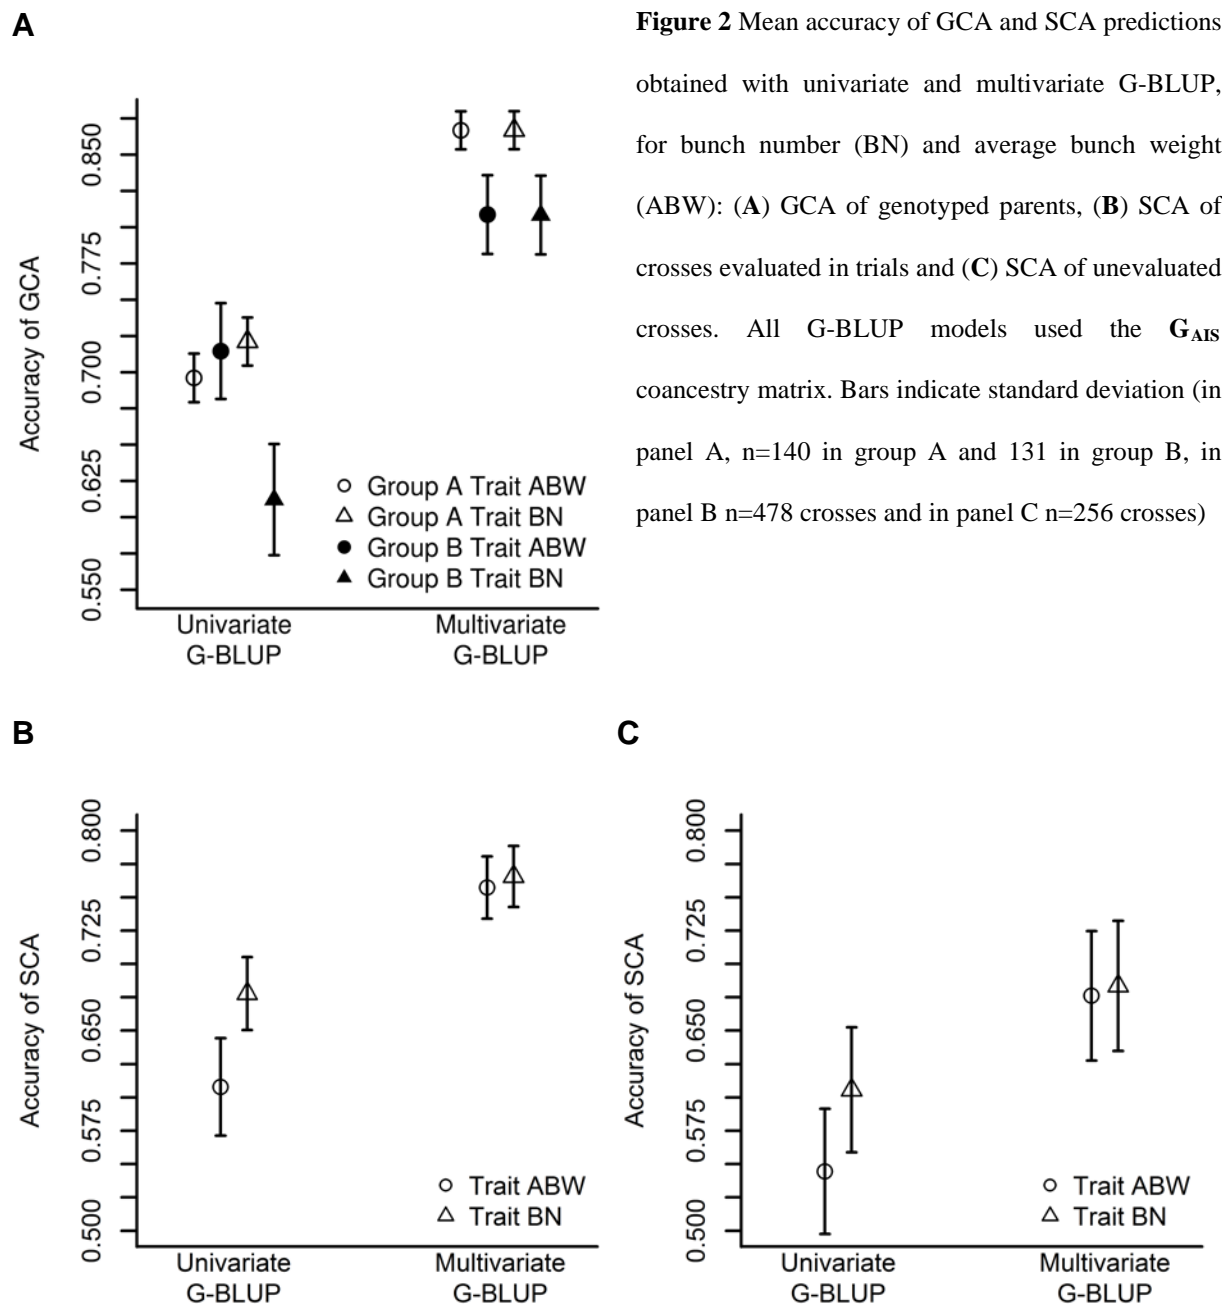 A
Figure 2 Mean accuracy of GCA and SCA predictions
obtained with univariate and multivariate G-BLUP,
for bunch number (BN) and average bunch weight
(ABW): (A) GCA of genotyped parents, (B) SCA of
crosses evaluated in trials and (C) SCA of unevaluated
crosses. All G-BLUP models used the GAIS
coancestry matrix. Bars indicate standard deviation (in
panel A, n=140 in group A and 131 in group B, in
panel B n=478 crosses and in panel C n=256 crosses)
Accuracy of GCA
0.850
0.775
0.700
0.625
0.550
Group A Trait ABW
Group A Trait BN
Group B Trait ABW
Group B Trait BN
Univariate
G-BLUP
Multivariate
G-BLUP
B
Accuracy of SCA
0.800
0.725
0.650
0.575
0.500
Trait ABW
Trait BN
Univariate
G-BLUP
Multivariate
G-BLUP
C
Accuracy of SCA
0.800
0.725
0.650
0.575
0.500
Trait ABW
Trait BN
Univariate
G-BLUP
Multivariate
G-BLUP